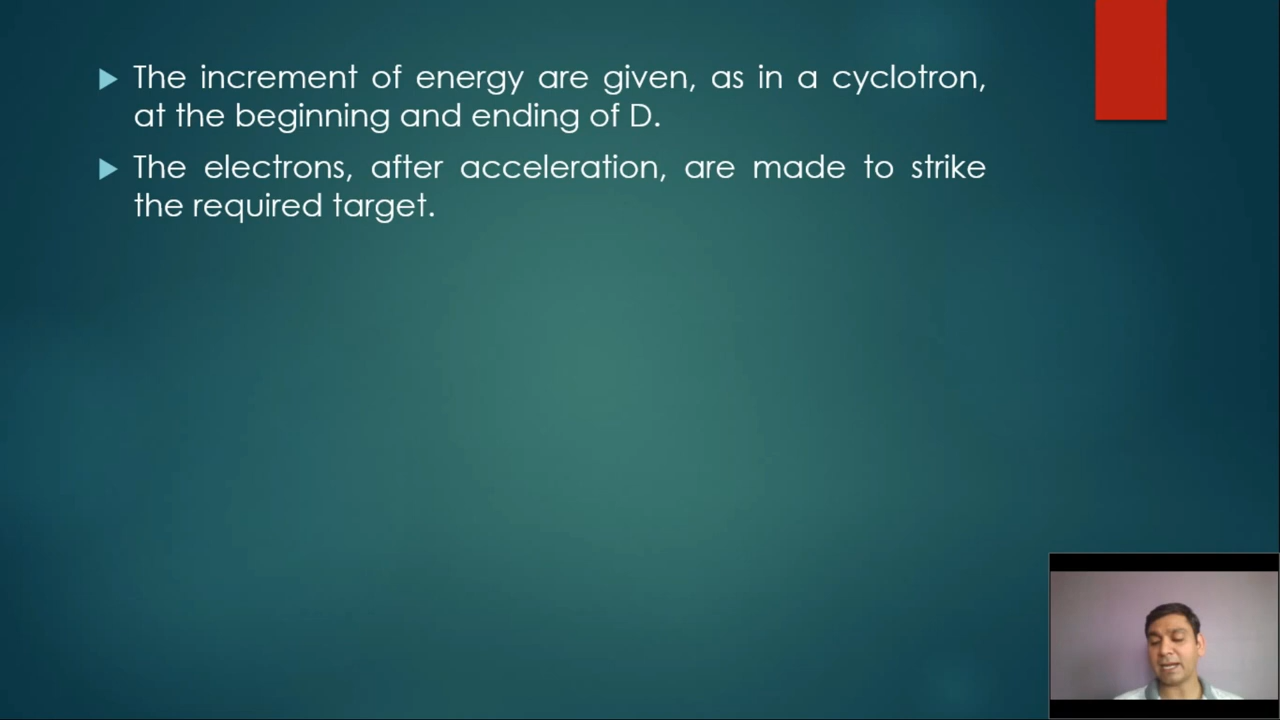 The increment of energy are given, as in a cyclotron,
at the beginning and ending of D.
The electrons, after acceleration, are made to strike
the required target.